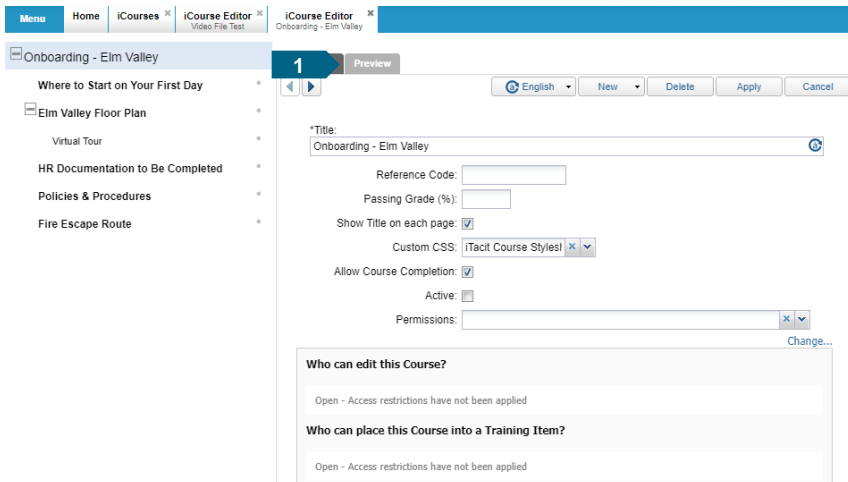 Menu
Home
iCourses
iCourse Editor
Video File Test
iCourse Editor
Onboarding - Elm Valley
Onboarding - Elm Valley
Where to Start on Your First Day
Elm Valley Floor Plan
Virtual Tour
HR Documentation to Be Completed
Policies & Procedures
Fire Escape Route
1
Preview
English
New
Delete
Apply
Cancel
*Title:
Onboarding - Elm Valley
Reference Code:
Passing Grade (%):
Show Title on each page:
Custom CSS: iTacit Course Stylesl
Allow Course Completion:
Active:
Permissions:
Change...
Who can edit this Course?
Open - Access restrictions have not been applied
Who can place this Course into a Training Item?
Open - Access restrictions have not been applied